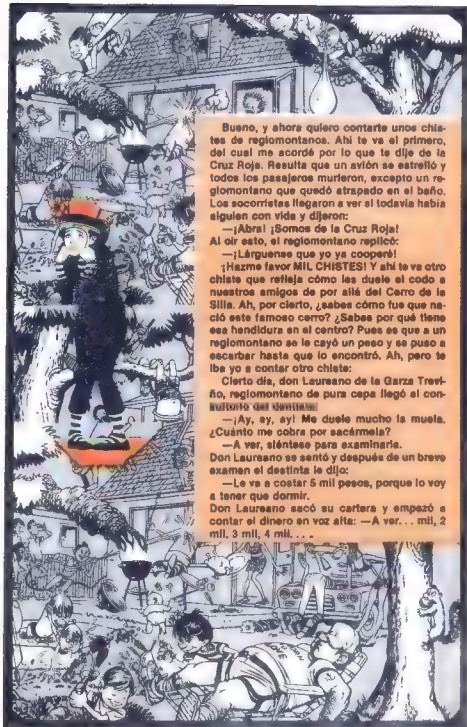 Bueno, y ahora quiero contarte unos chis-
tes de regiomontanos. Ahí te va el primero,
del cual me acordé por lo que te dije de la
Cruz Roja. Resulta que un avión se estrelló y
todos los pasajeros murieron, excepto un re-
giomontano que quedó atrapado en el baño.
Los socorristas llegaron a ver si todavía había
alguien con vida y dijeron:
—¡Abra! ¡Somos de la Cruz Roja!
Al oír esto, el regiomontano replicó:
—¡Lárguense que yo ya cooperé!
¡Hazme favor MIL CHISTES! Y ahí te va otro
chiste que refleja cómo les duele el codo a
nuestros amigos de por allá del Cerro de la
Silla. Ah, por cierto, ¿sabes cómo fue que na-
ció este famoso cerro? ¿Sabes por qué tiene
esa hendidura en el centro? Pues es que a un
regiomontano se le cayó un peso y se puso a
escarbar hasta que lo encontró. Ah, pero te
iba yo a contar otro chiste:
Cierto día, don Laureano de la Garza Trevi-
ño, regiomontano de pura cepa llegó al con-
sultorio del dentista:
—¡Ay, ay, ay! Me duele mucho la muela.
¿Cuánto me cobra por sacármela?
—A ver, siéntese para examinarla.
Don Laureano se sentó y después de un breve
examen el destinta le dijo:
—Le va a costar 5 mil pesos, porque lo voy
a tener que dormir.
Don Laureano sacó su cartera y empezó a
contar el dinero en voz alta: —A ver. . . mil, 2
mil, 3 mil, 4 mil. . . .